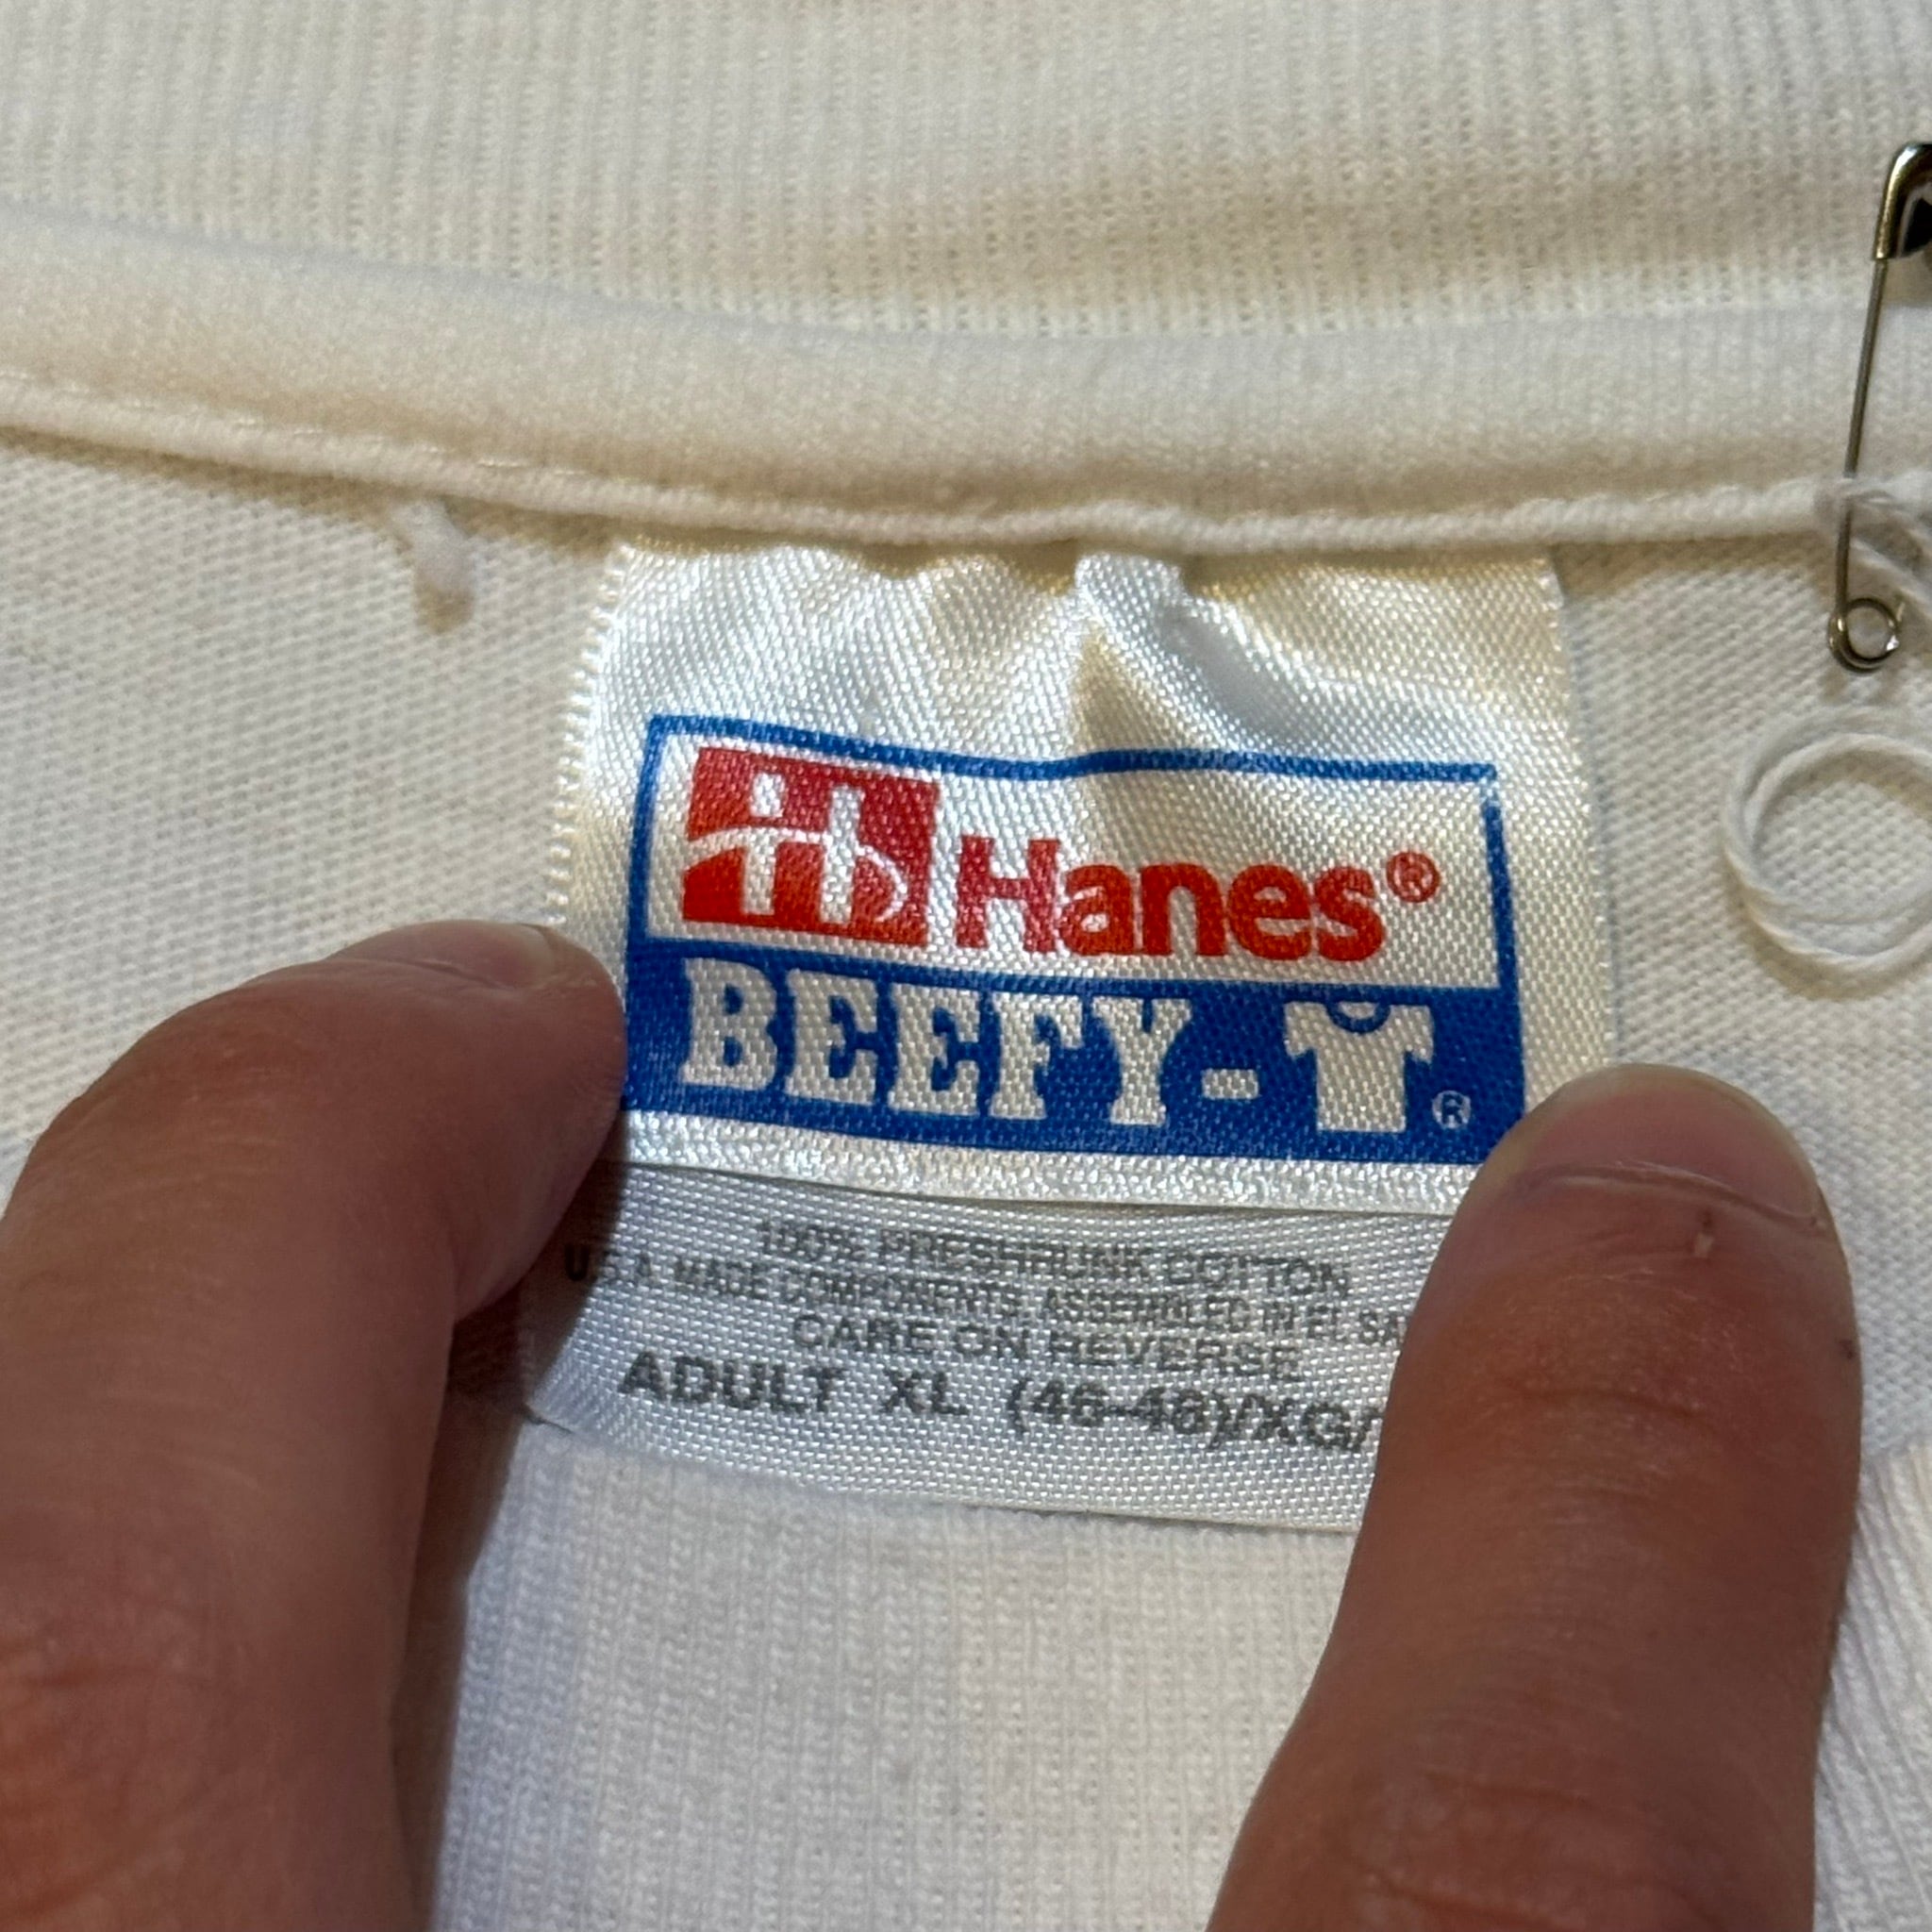 Hanes®
BEEFY-T®
100% PRESHRUNK COTTON
U.S.A. MADE COMPONENTS, ASSEMBLED IN EL SA
CARE ON REVERSE
ADULT XL (46-48)/XG/